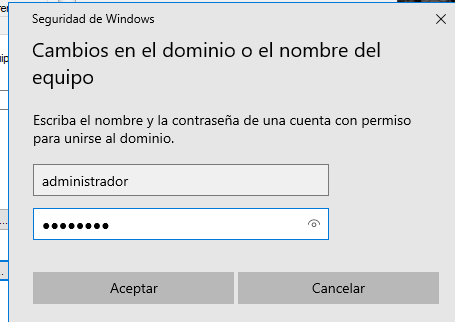 Seguridad de Windows
Cambios en el dominio o el nombre del
equipo
Escriba el nombre y la contraseña de una cuenta con permiso
para unirse al dominio.
administrador
●●●●●●●●
Aceptar
Cancelar